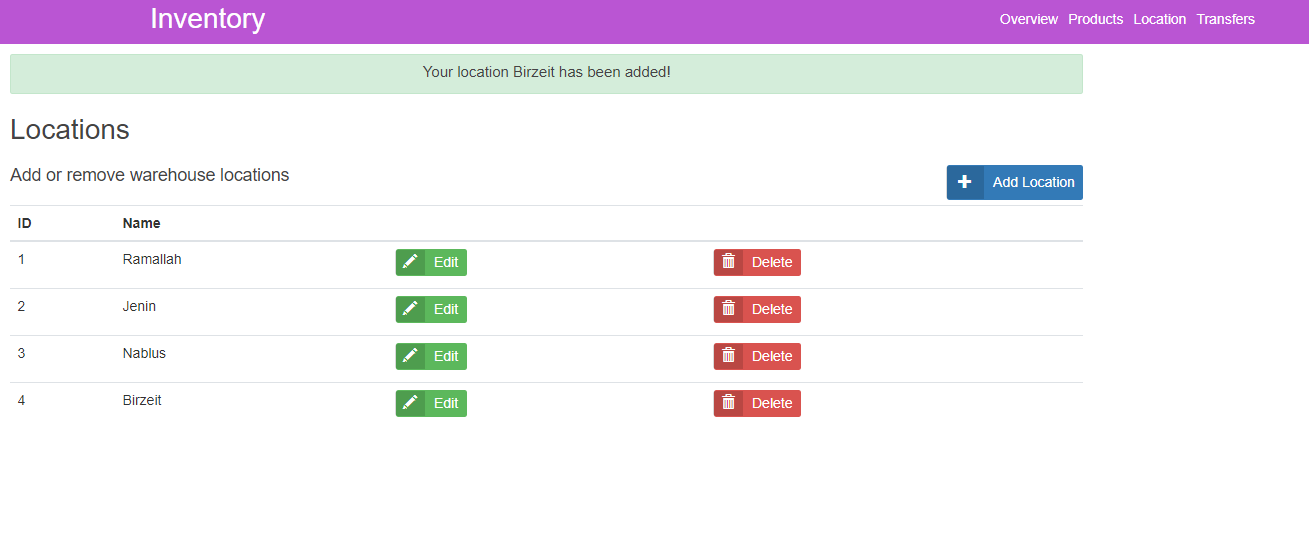 Inventory Overview Products Location Transfers
Your location Birzeit has been added!
Locations
Add or remove warehouse locations Add Location
ID Name
1 Ramallah Edit Delete
2 Jenin Edit Delete
3 Nablus Edit Delete
4 Birzeit Edit Delete